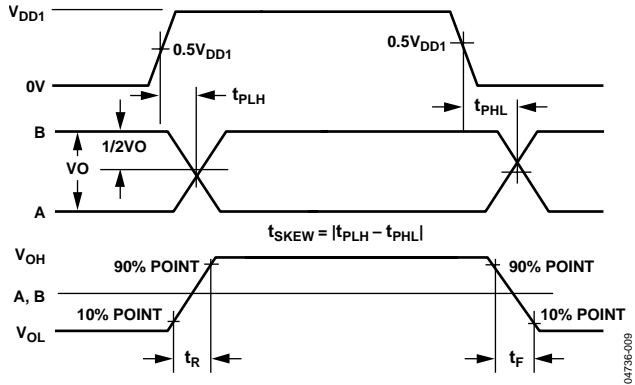 VDD1
0.5VDD1
0.5VDD1
0V
tPLH
tPHL
B
1/2VO
VO
A
tSKEW = |tPLH – tPHL|
VOH
90% POINT
90% POINT
A, B
10% POINT
10% POINT
VOL
tR
tF
04736-009